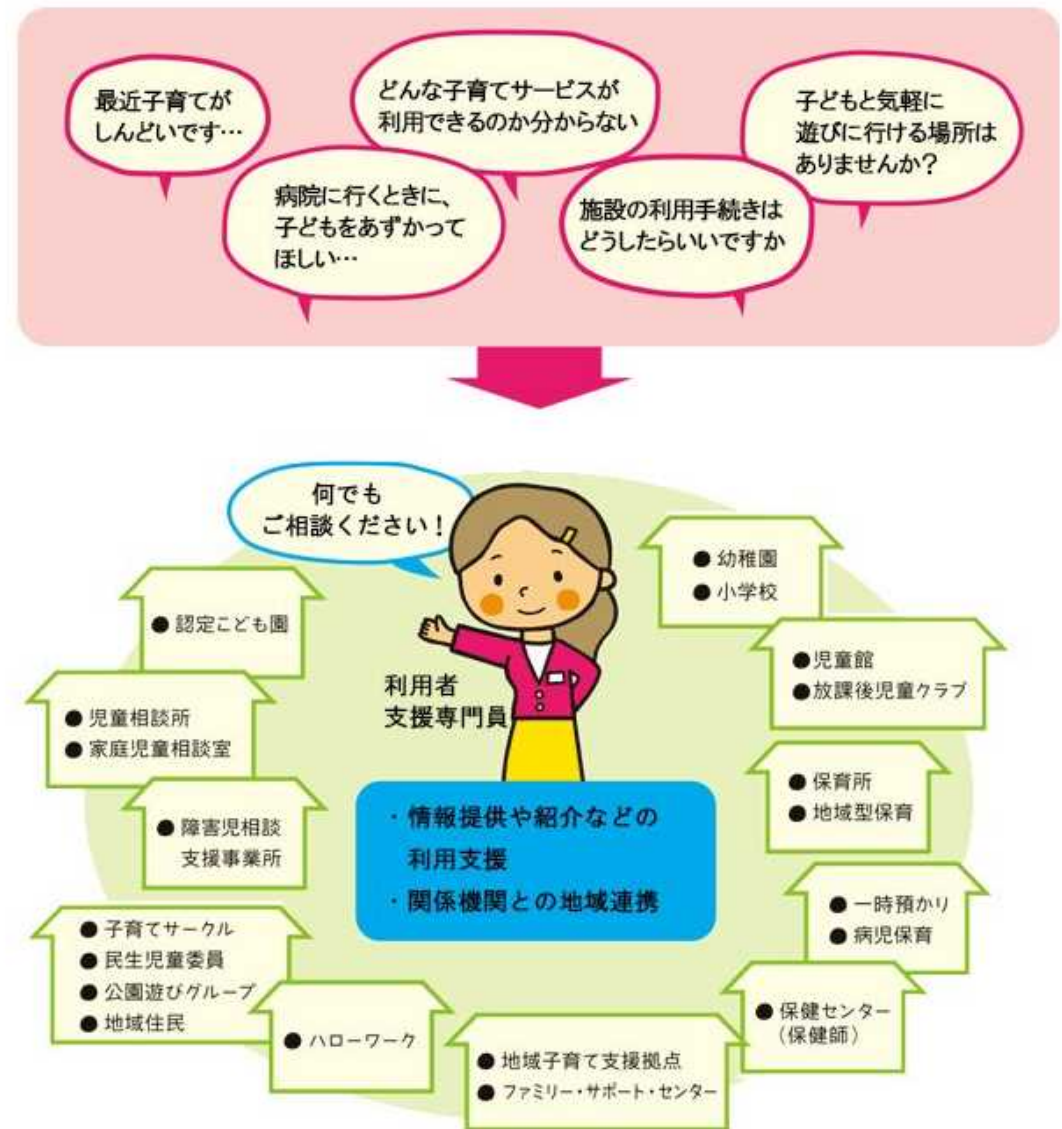 最近子育てが
しんどいです…
どんな子育てサービスが
利用できるのか分からない
子どもと気軽に
遊びに行ける場所は
ありませんか？
病院に行くときに、
子どもをあずかって
ほしい…
施設の利用手続きは
どうしたらいいですか
何でも
ご相談ください！
利用者
支援専門員
・情報提供や紹介などの
利用支援
・関係機関との地域連携
●幼稚園
●小学校
●児童館
●放課後児童クラブ
●保育所
●地域型保育
●一時預かり
●病児保育
●保健センター
（保健師）
●地域子育て支援拠点
●ファミリー・サポート・センター
●ハローワーク
●子育てサークル
●民生児童委員
●公園遊びグループ
●地域住民
●障害児相談
支援事業所
●児童相談所
●家庭児童相談室
●認定こども園